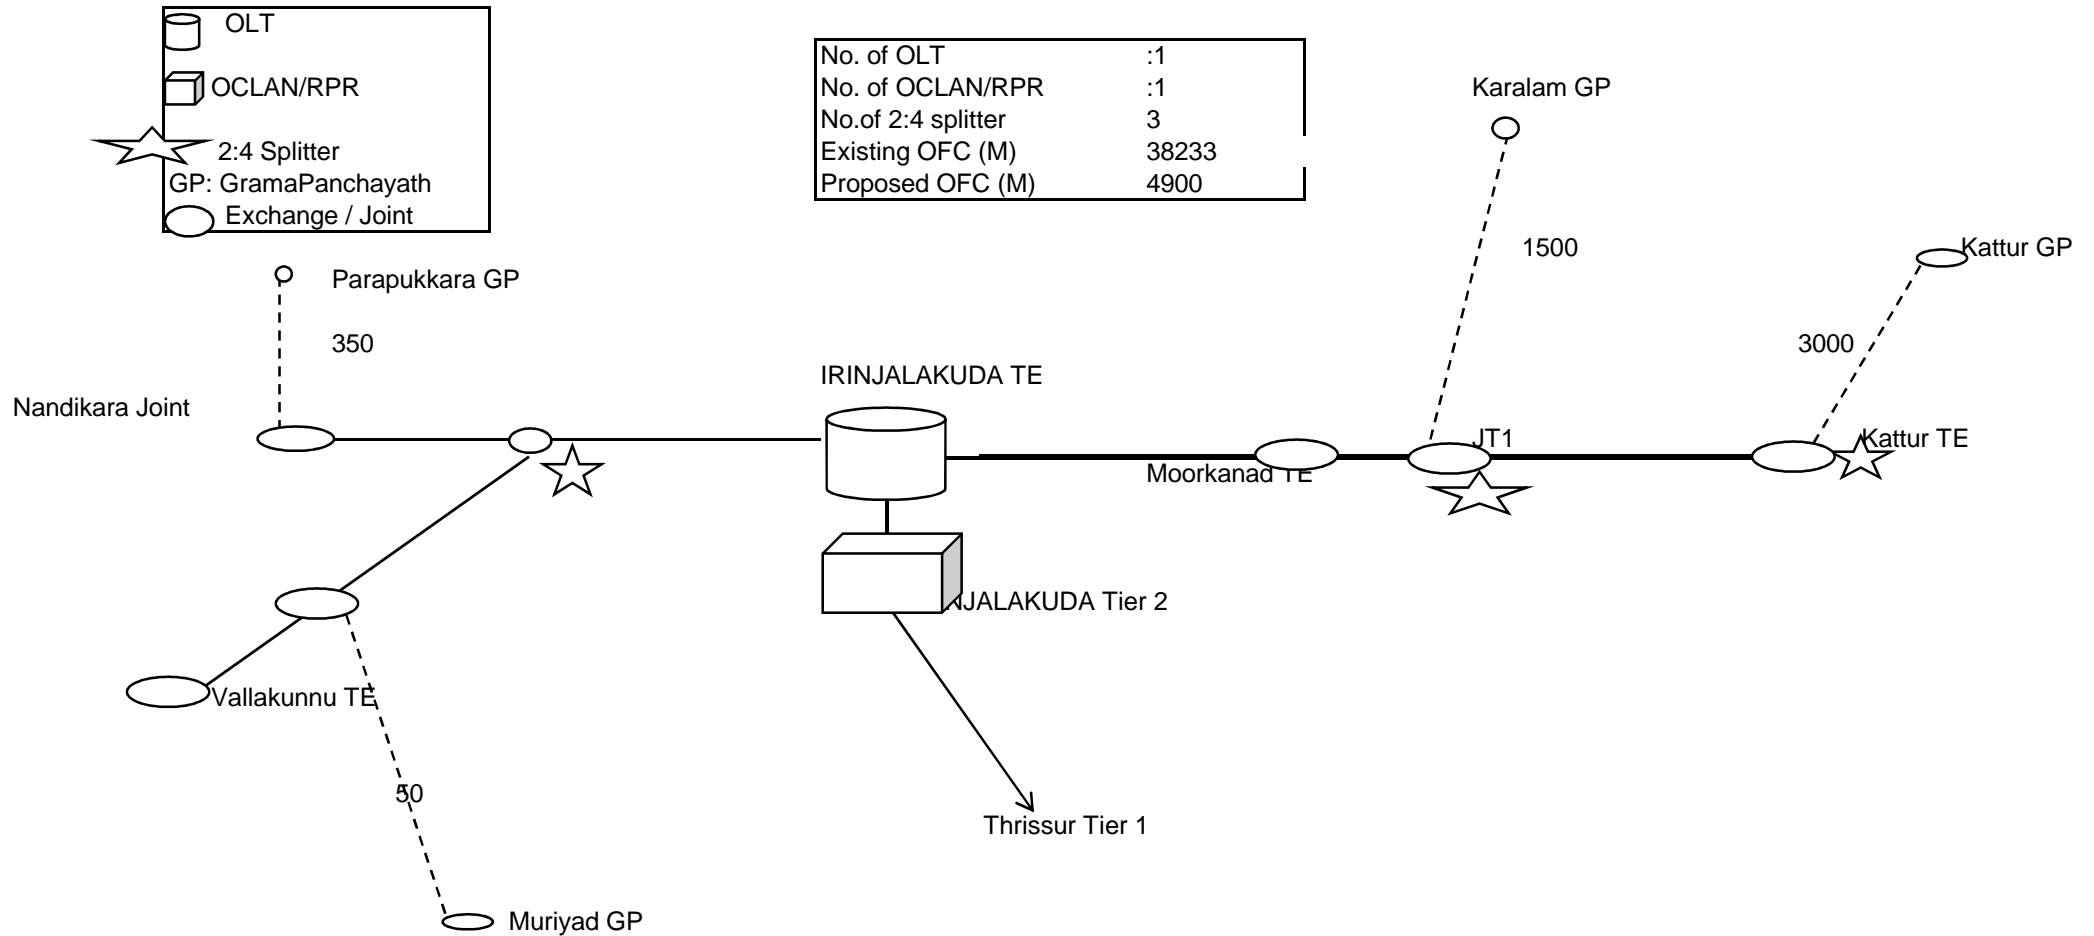 OLT
OCLAN/RPR
2:4 Splitter
GP: GramaPanchayath
Exchange / Joint
No. of OLT :1
No. of OCLAN/RPR :1
No.of 2:4 splitter 3
Existing OFC (M) 38233
Proposed OFC (M) 4900
Karalam GP
1500
Kattur GP
3000
Parapukkara GP
350
IRINJALAKUDA TE
Nandikara Joint
JT1
Kattur TE
Moorkanad TE
NJALAKUDA Tier 2
Vallakunnu TE
50
Thrissur Tier 1
Muriyad GP